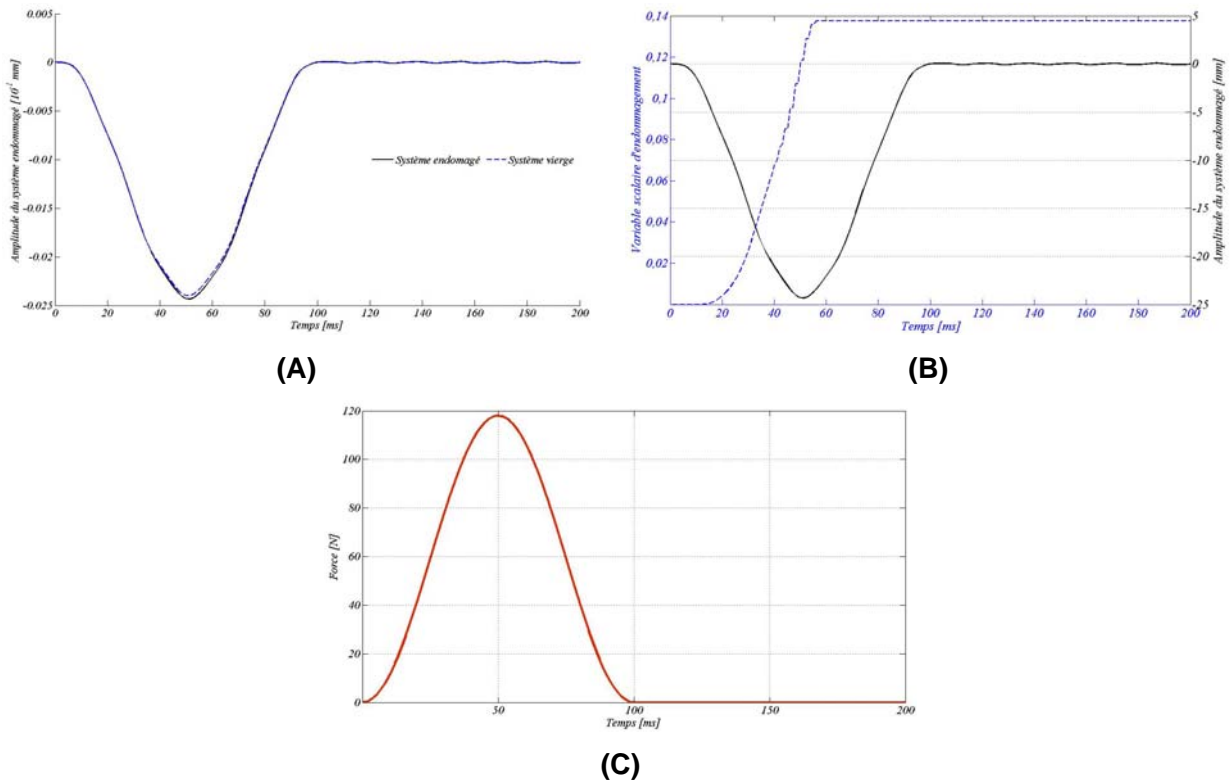 0.005
0
-0.005
-0.01
-0.015
-0.02
-0.025
Amplitude du système endommagé [10⁻¹ mm]
Système endomagé
Système vierge
0 20 40 60 80 100 120 140 160 180 200
Temps [ms]
(A)
0,14
0,12
0,1
0,08
0.06
0,04
0,02
Variable scalaire d'endommagement
5
0
-5
-10
-15
-20
-25
Amplitude du système endommagé [mm]
0 20 40 60 80 100 120 140 160 180 200
Temps [ms]
(B)
120
100
80
60
40
20
0
Force [N]
50 100 150 200
Temps [ms]
(C)